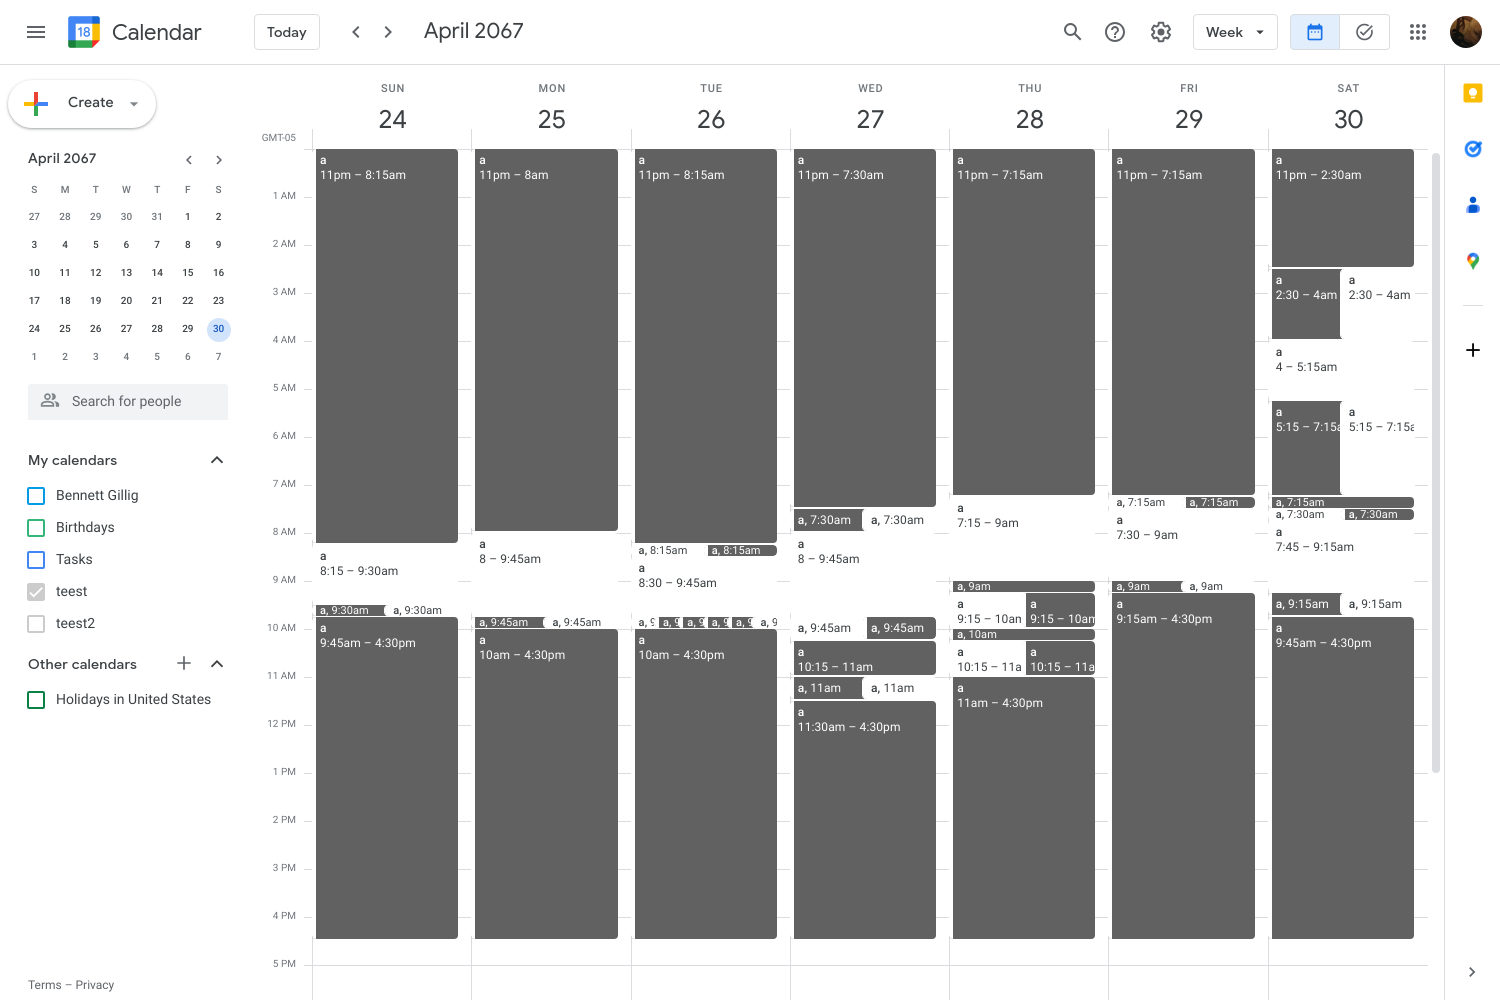 18 Calendar Today April 2067 Week
Create
April 2067
S M T W T F S
27 28 29 30 31 1 2
3 4 5 6 7 8 9
10 11 12 13 14 15 16
17 18 19 20 21 22 23
24 25 26 27 28 29 30
1 2 3 4 5 6 7
Search for people
My calendars
Bennett Gillig
Birthdays
Tasks
teest
teest2
Other calendars
Holidays in United States
Terms – Privacy
GMT-05
1 AM
2 AM
3 AM
4 AM
5 AM
6 AM
7 AM
8 AM
9 AM
10 AM
11 AM
12 PM
1 PM
2 PM
3 PM
4 PM
5 PM
SUN
24
a
11pm – 8:15am
a
8:15 – 9:30am
a, 9:30am
a, 9:30am
a
9:45am – 4:30pm
MON
25
a
11pm – 8am
a
8 – 9:45am
a, 9:45am
a, 9:45am
a
10am – 4:30pm
TUE
26
a
11pm – 8:15am
a, 8:15am
a, 8:15am
a
8:30 – 9:45am
a, 9
a, 9
a, 9
a, 9
a, 9
a, 9
a
10am – 4:30pm
WED
27
a
11pm – 7:30am
a, 7:30am
a, 7:30am
a
8 – 9:45am
a, 9:45am
a, 9:45am
a
10:15 – 11am
a, 11am
a, 11am
a
11:30am – 4:30pm
THU
28
a
11pm – 7:15am
a
7:15 – 9am
a, 9am
a
9:15 – 10an
a
9:15 – 10am
a, 10am
a
10:15 – 11a
a
10:15 – 11a
a
11am – 4:30pm
FRI
29
a
11pm – 7:15am
a, 7:15am
a, 7:15am
a
7:30 – 9am
a, 9am
a, 9am
a
9:15am – 4:30pm
SAT
30
a
11pm – 2:30am
a
2:30 – 4am
a
2:30 – 4am
a
4 – 5:15am
a
5:15 – 7:15a
a
5:15 – 7:15a
a, 7:15am
a, 7:30am
a, 7:30am
a
7:45 – 9:15am
a, 9:15am
a, 9:15am
a
9:45am – 4:30pm